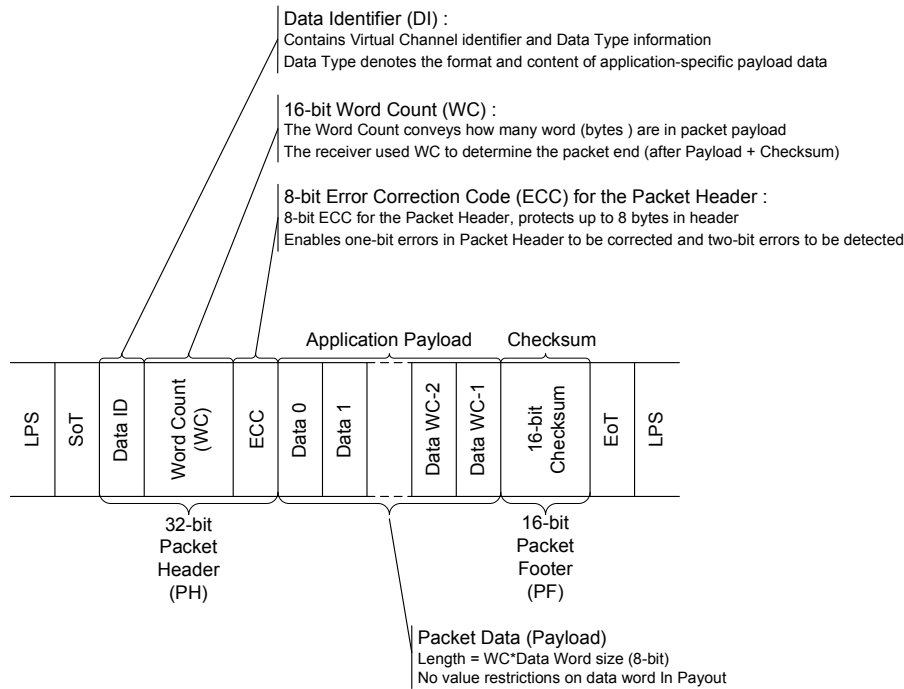 Data Identifier (DI) :
Contains Virtual Channel identifier and Data Type information
Data Type denotes the format and content of application-specific payload data
16-bit Word Count (WC) :
The Word Count conveys how many word (bytes ) are in packet payload
The receiver used WC to determine the packet end (after Payload + Checksum)
8-bit Error Correction Code (ECC) for the Packet Header :
8-bit ECC for the Packet Header, protects up to 8 bytes in header
Enables one-bit errors in Packet Header to be corrected and two-bit errors to be detected
Application Payload
Checksum
LPS
SoT
Data ID
Word Count
(WC)
ECC
Data 0
Data 1
Data WC-2
Data WC-1
16-bit
Checksum
EoT
LPS
32-bit
Packet
Header
(PH)
16-bit
Packet
Footer
(PF)
Packet Data (Payload)
Length = WC*Data Word size (8-bit)
No value restrictions on data word In Payout